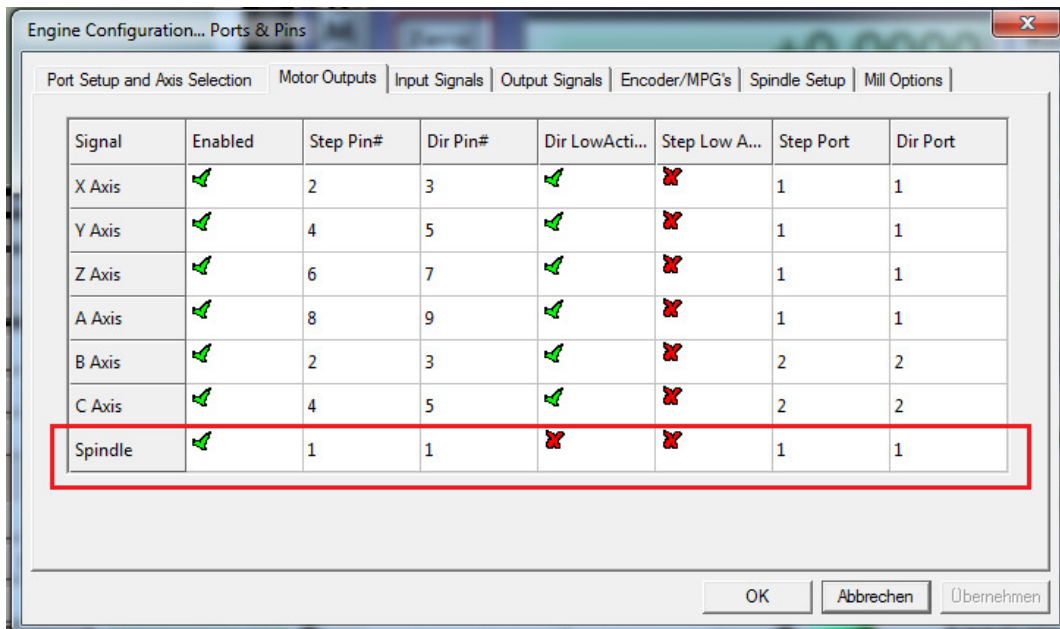 Engine Configuration... Ports & Pins
Port Setup and Axis Selection Motor Outputs Input Signals Output Signals Encoder/MPG's Spindle Setup Mill Options
Signal Enabled Step Pin# Dir Pin# Dir LowActi... Step Low A... Step Port Dir Port
X Axis 2 3 1 1
Y Axis 4 5 1 1
Z Axis 6 7 1 1
A Axis 8 9 1 1
B Axis 2 3 2 2
C Axis 4 5 2 2
Spindle 1 1 1 1
OK Abbrechen Übernehmen